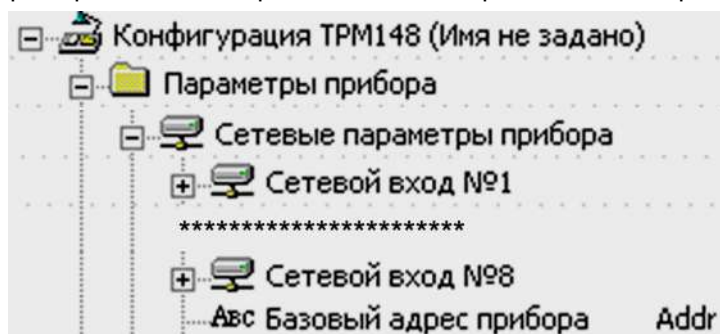 Конфигурация ТРМ148 (Имя не задано)
Параметры прибора
Сетевые параметры прибора
Сетевой вход №1
***********************
Сетевой вход №8
Авс Базовый адрес прибора Addr